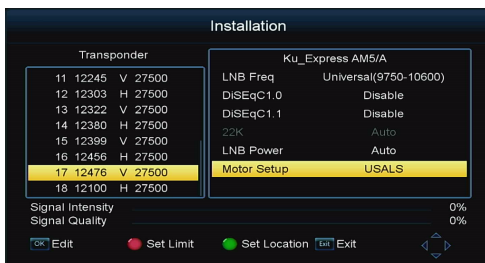 Installation
Transponder
11 12245 V 27500
12 12303 H 27500
13 12322 V 27500
14 12380 H 27500
15 12399 V 27500
16 12456 H 27500
17 12476 V 27500
18 12100 H 27500
Ku_Express AM5/A
LNB Freq Universal(9750-10600)
DiSEqC1.0 Disable
DiSEqC1.1 Disable
22K Auto
LNB Power Auto
Motor Setup USALS
Signal Intensity 0%
Signal Quality 0%
OK Edit Set Limit Set Location Exit Exit